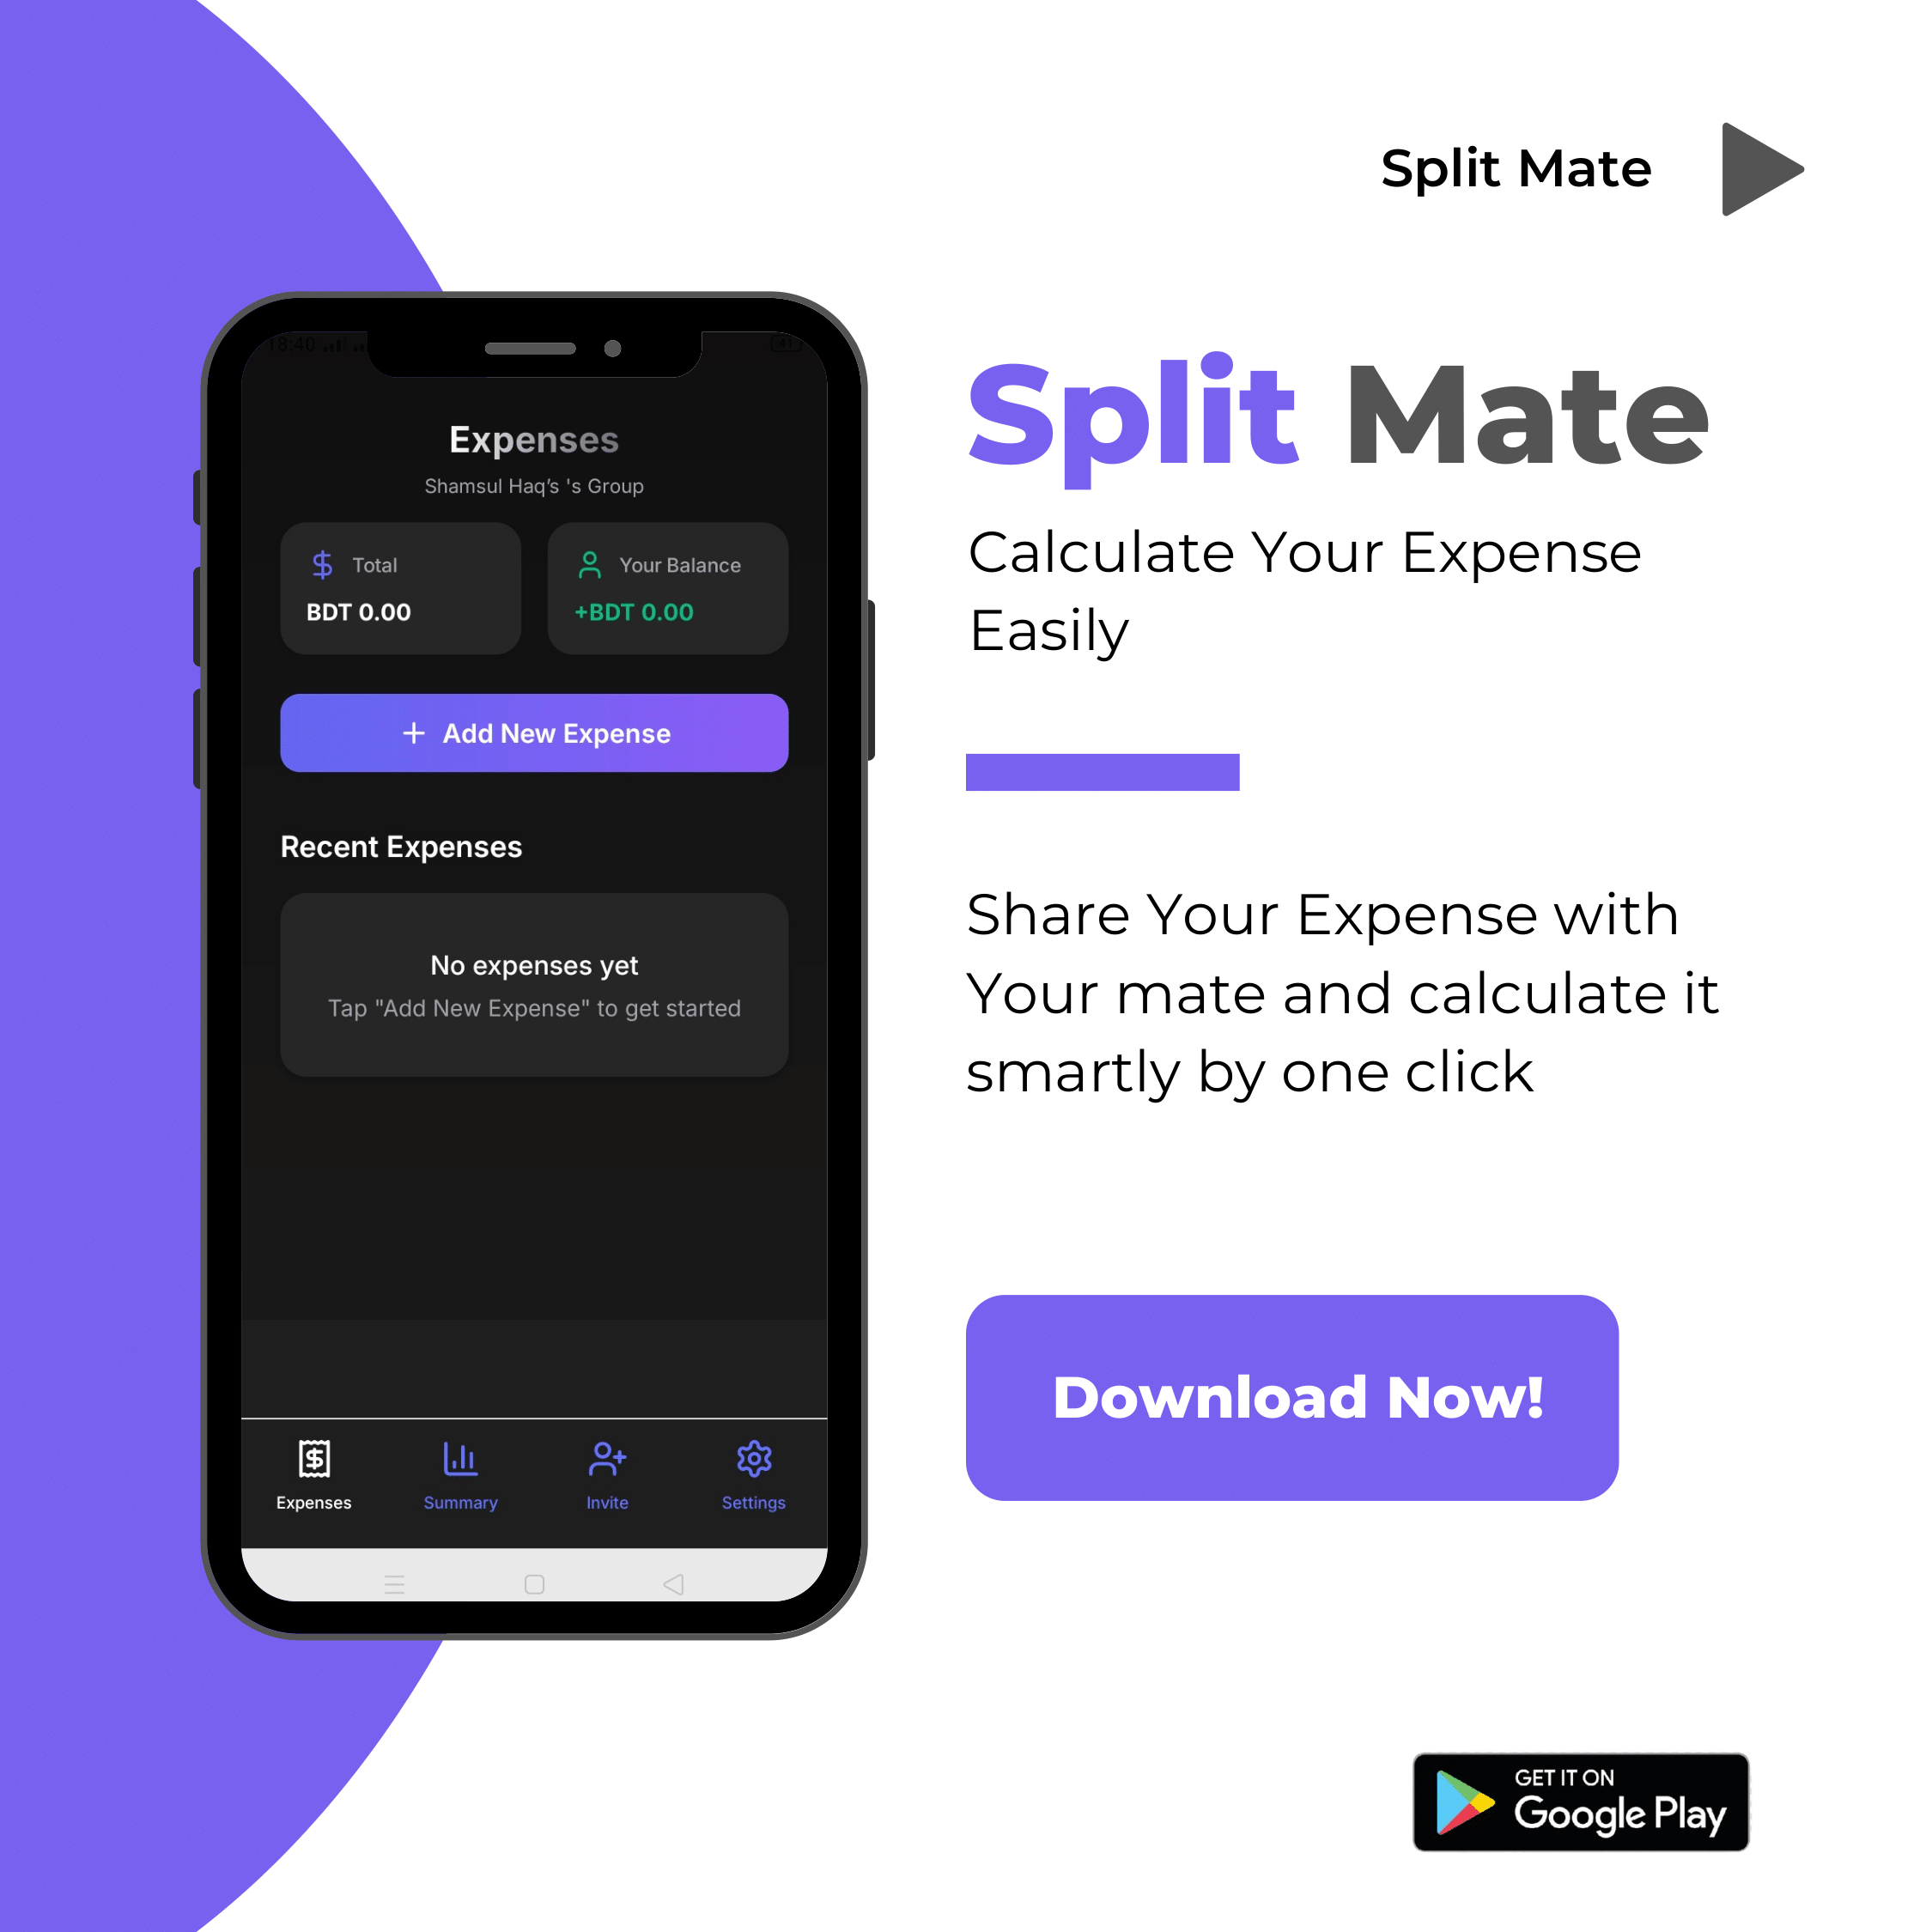 Split Mate
18:40
41
Expenses
Shamsul Haq’s 's Group
Total
BDT 0.00
Your Balance
+BDT 0.00
+ Add New Expense
Recent Expenses
No expenses yet
Tap "Add New Expense" to get started
Expenses
Summary
Invite
Settings
Split Mate
Calculate Your Expense
Easily
Share Your Expense with
Your mate and calculate it
smartly by one click
Download Now!
GET IT ON
Google Play